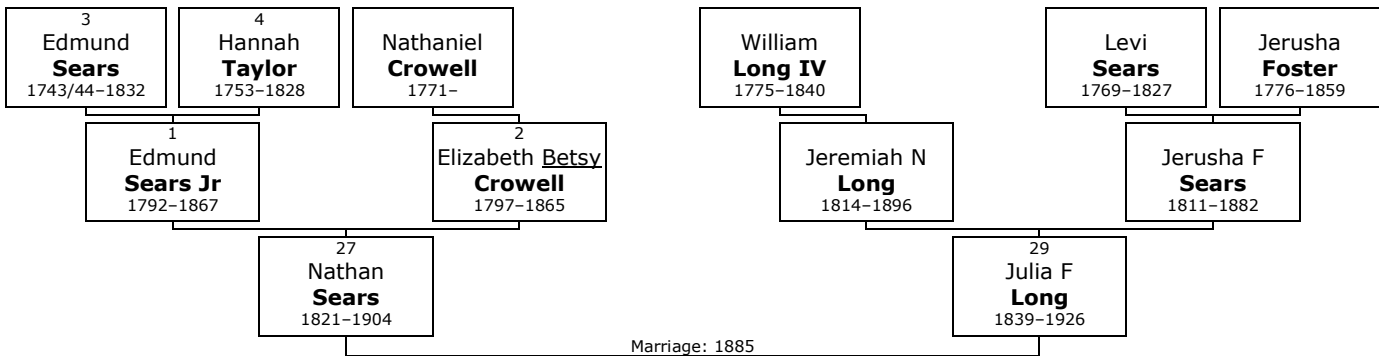 3
Edmund
Sears
1743/44–1832
4
Hannah
Taylor
1753–1828
Nathaniel
Crowell
1771–
William
Long IV
1775–1840
Levi
Sears
1769–1827
Jerusha
Foster
1776–1859
1
Edmund
Sears Jr
1792–1867
2
Elizabeth Betsy
Crowell
1797–1865
Jeremiah N
Long
1814–1896
Jerusha F
Sears
1811–1882
27
Nathan
Sears
1821–1904
29
Julia F
Long
1839–1926
Marriage: 1885